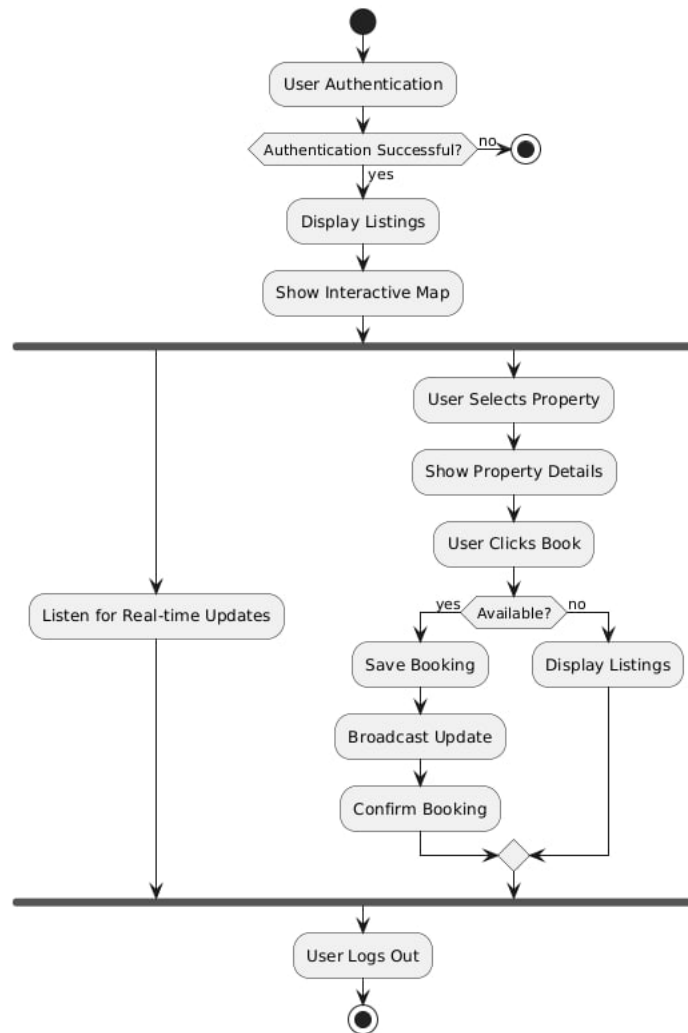 User Authentication
Authentication Successful?
no
yes
Display Listings
Show Interactive Map
User Selects Property
Show Property Details
User Clicks Book
Listen for Real-time Updates
yes
Available?
no
Save Booking
Display Listings
Broadcast Update
Confirm Booking
User Logs Out